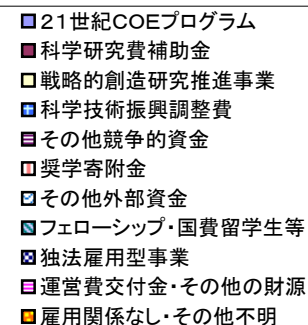 21世紀COEプログラム
科学研究費補助金
戦略的創造研究推進事業
科学技術振興調整費
その他競争的資金
奨学寄附金
その他外部資金
フェローシップ・国費留学生等
独法雇用型事業
運営費交付金・その他の財源
雇用関係なし・その他不明